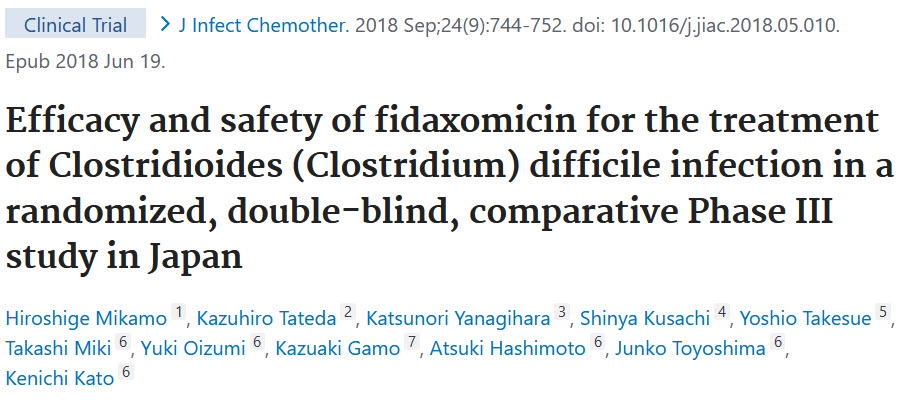 Clinical Trial > J Infect Chemother. 2018 Sep;24(9):744-752. doi: 10.1016/j.jiac.2018.05.010.
Epub 2018 Jun 19.
Efficacy and safety of fidaxomicin for the treatment
of Clostridioides (Clostridium) difficile infection in a
randomized, double-blind, comparative Phase III
study in Japan
Hiroshige Mikamo 1, Kazuhiro Tateda 2, Katsunori Yanagihara 3, Shinya Kusachi 4, Yoshio Takesue 5,
Takashi Miki 6, Yuki Oizumi 6, Kazuaki Gamo 7, Atsuki Hashimoto 6, Junko Toyoshima 6,
Kenichi Kato 6